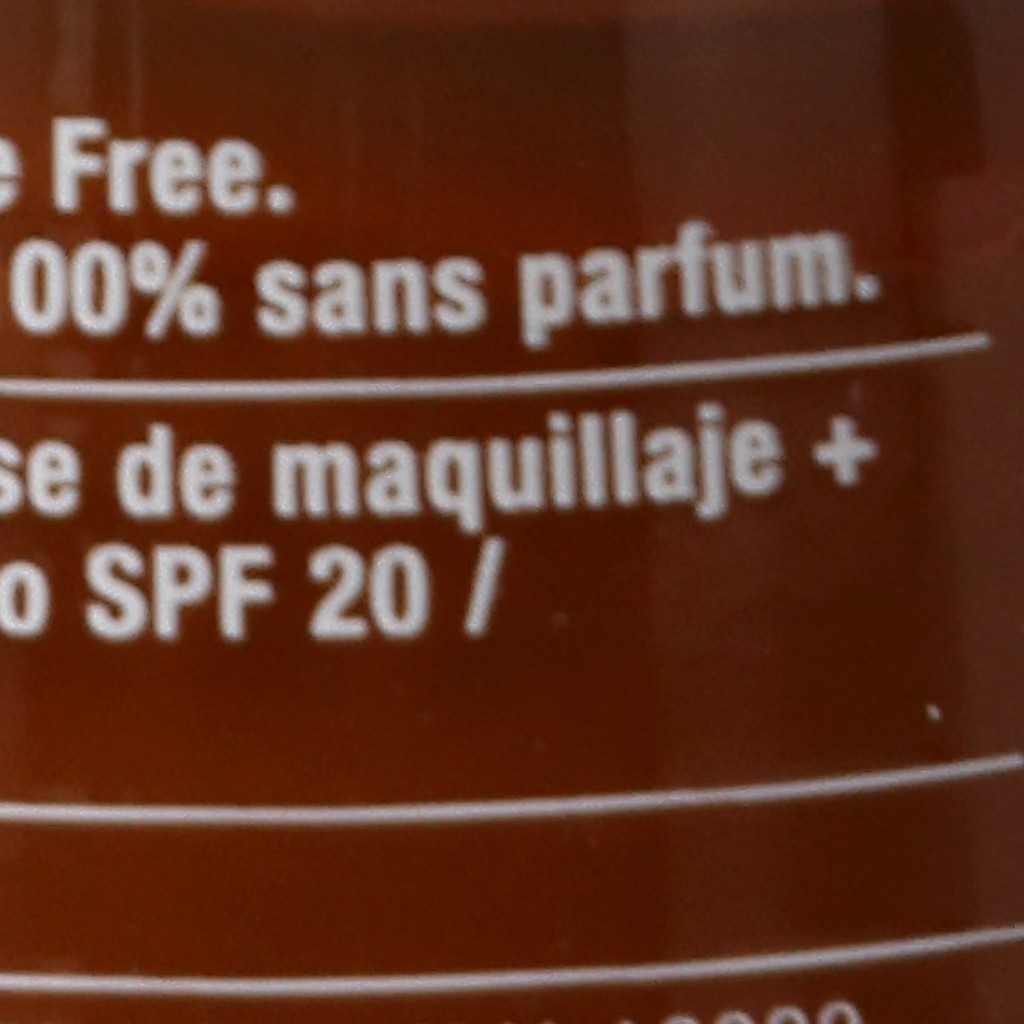 Free.
00% sans parfum.
se de maquillaje +
o SPF 20 /